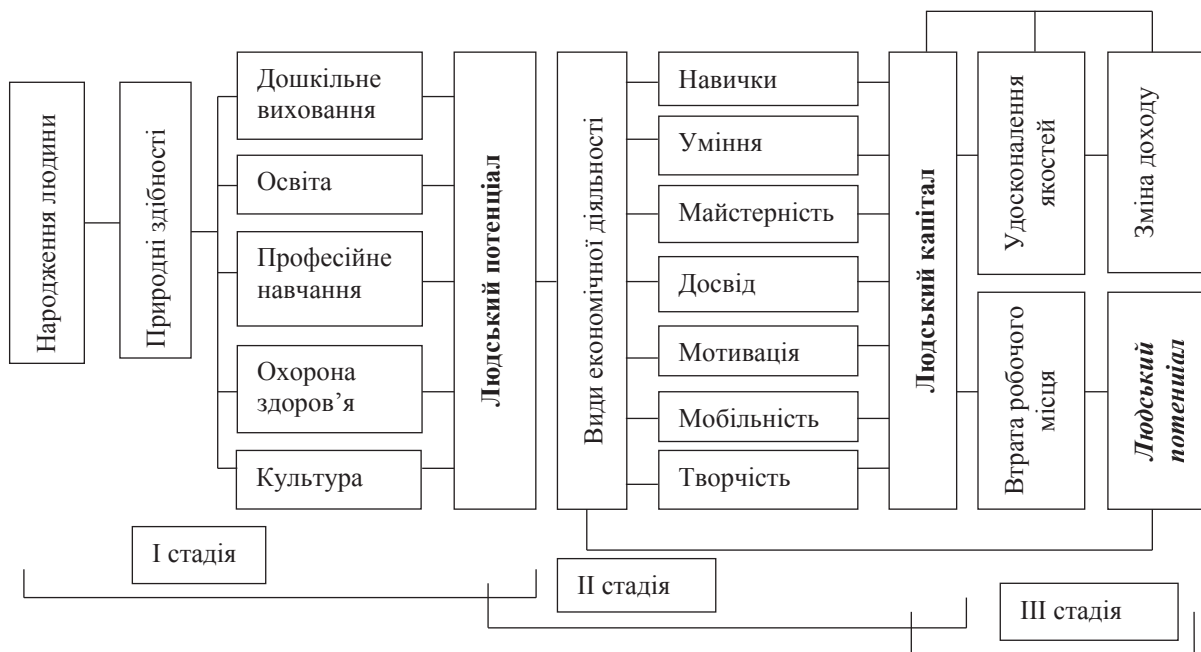 Народження людини
Природні здібності
Дошкільне
виховання
Освіта
Професійне
навчання
Охорона
здоров’я
Культура
Людський потенціал
Види економічної діяльності
Навички
Уміння
Майстерність
Досвід
Мотивація
Мобільність
Творчість
Людський капітал
Удосконалення
якостей
Зміна доходу
Втрата робочого
місця
Людський
потенціал
І стадія
ІІ стадія
ІІІ стадія